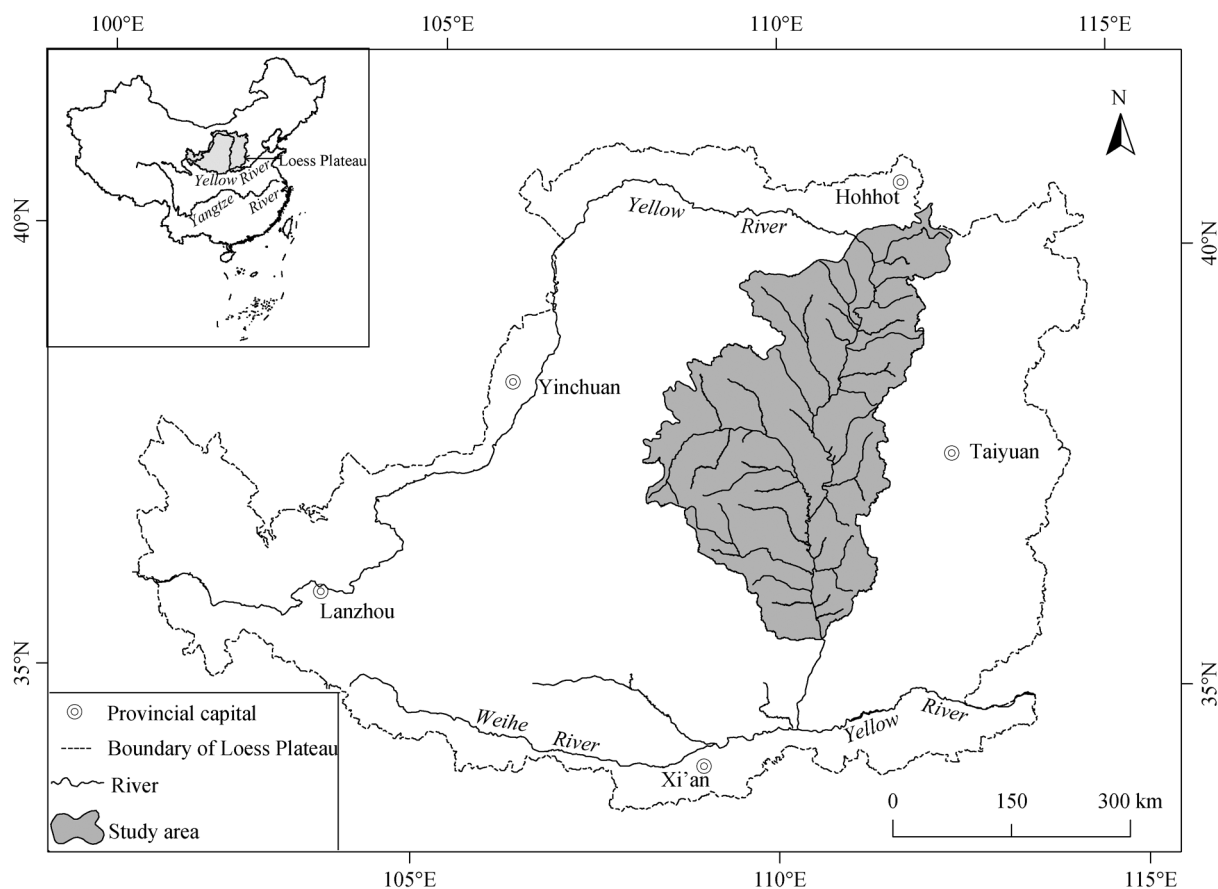 100°E
105°E
110°E
115°E
N
Loess Plateau
Yellow River
Yangtze
River
Hohhot
Yellow
River
40°N
40°N
Yinchuan
Taiyuan
Lanzhou
35°N
35°N
Provincial capital
Boundary of Loess Plateau
River
Study area
Weihe
River
Yellow
River
Xi’an
0 150 300 km
105°E
110°E
115°E